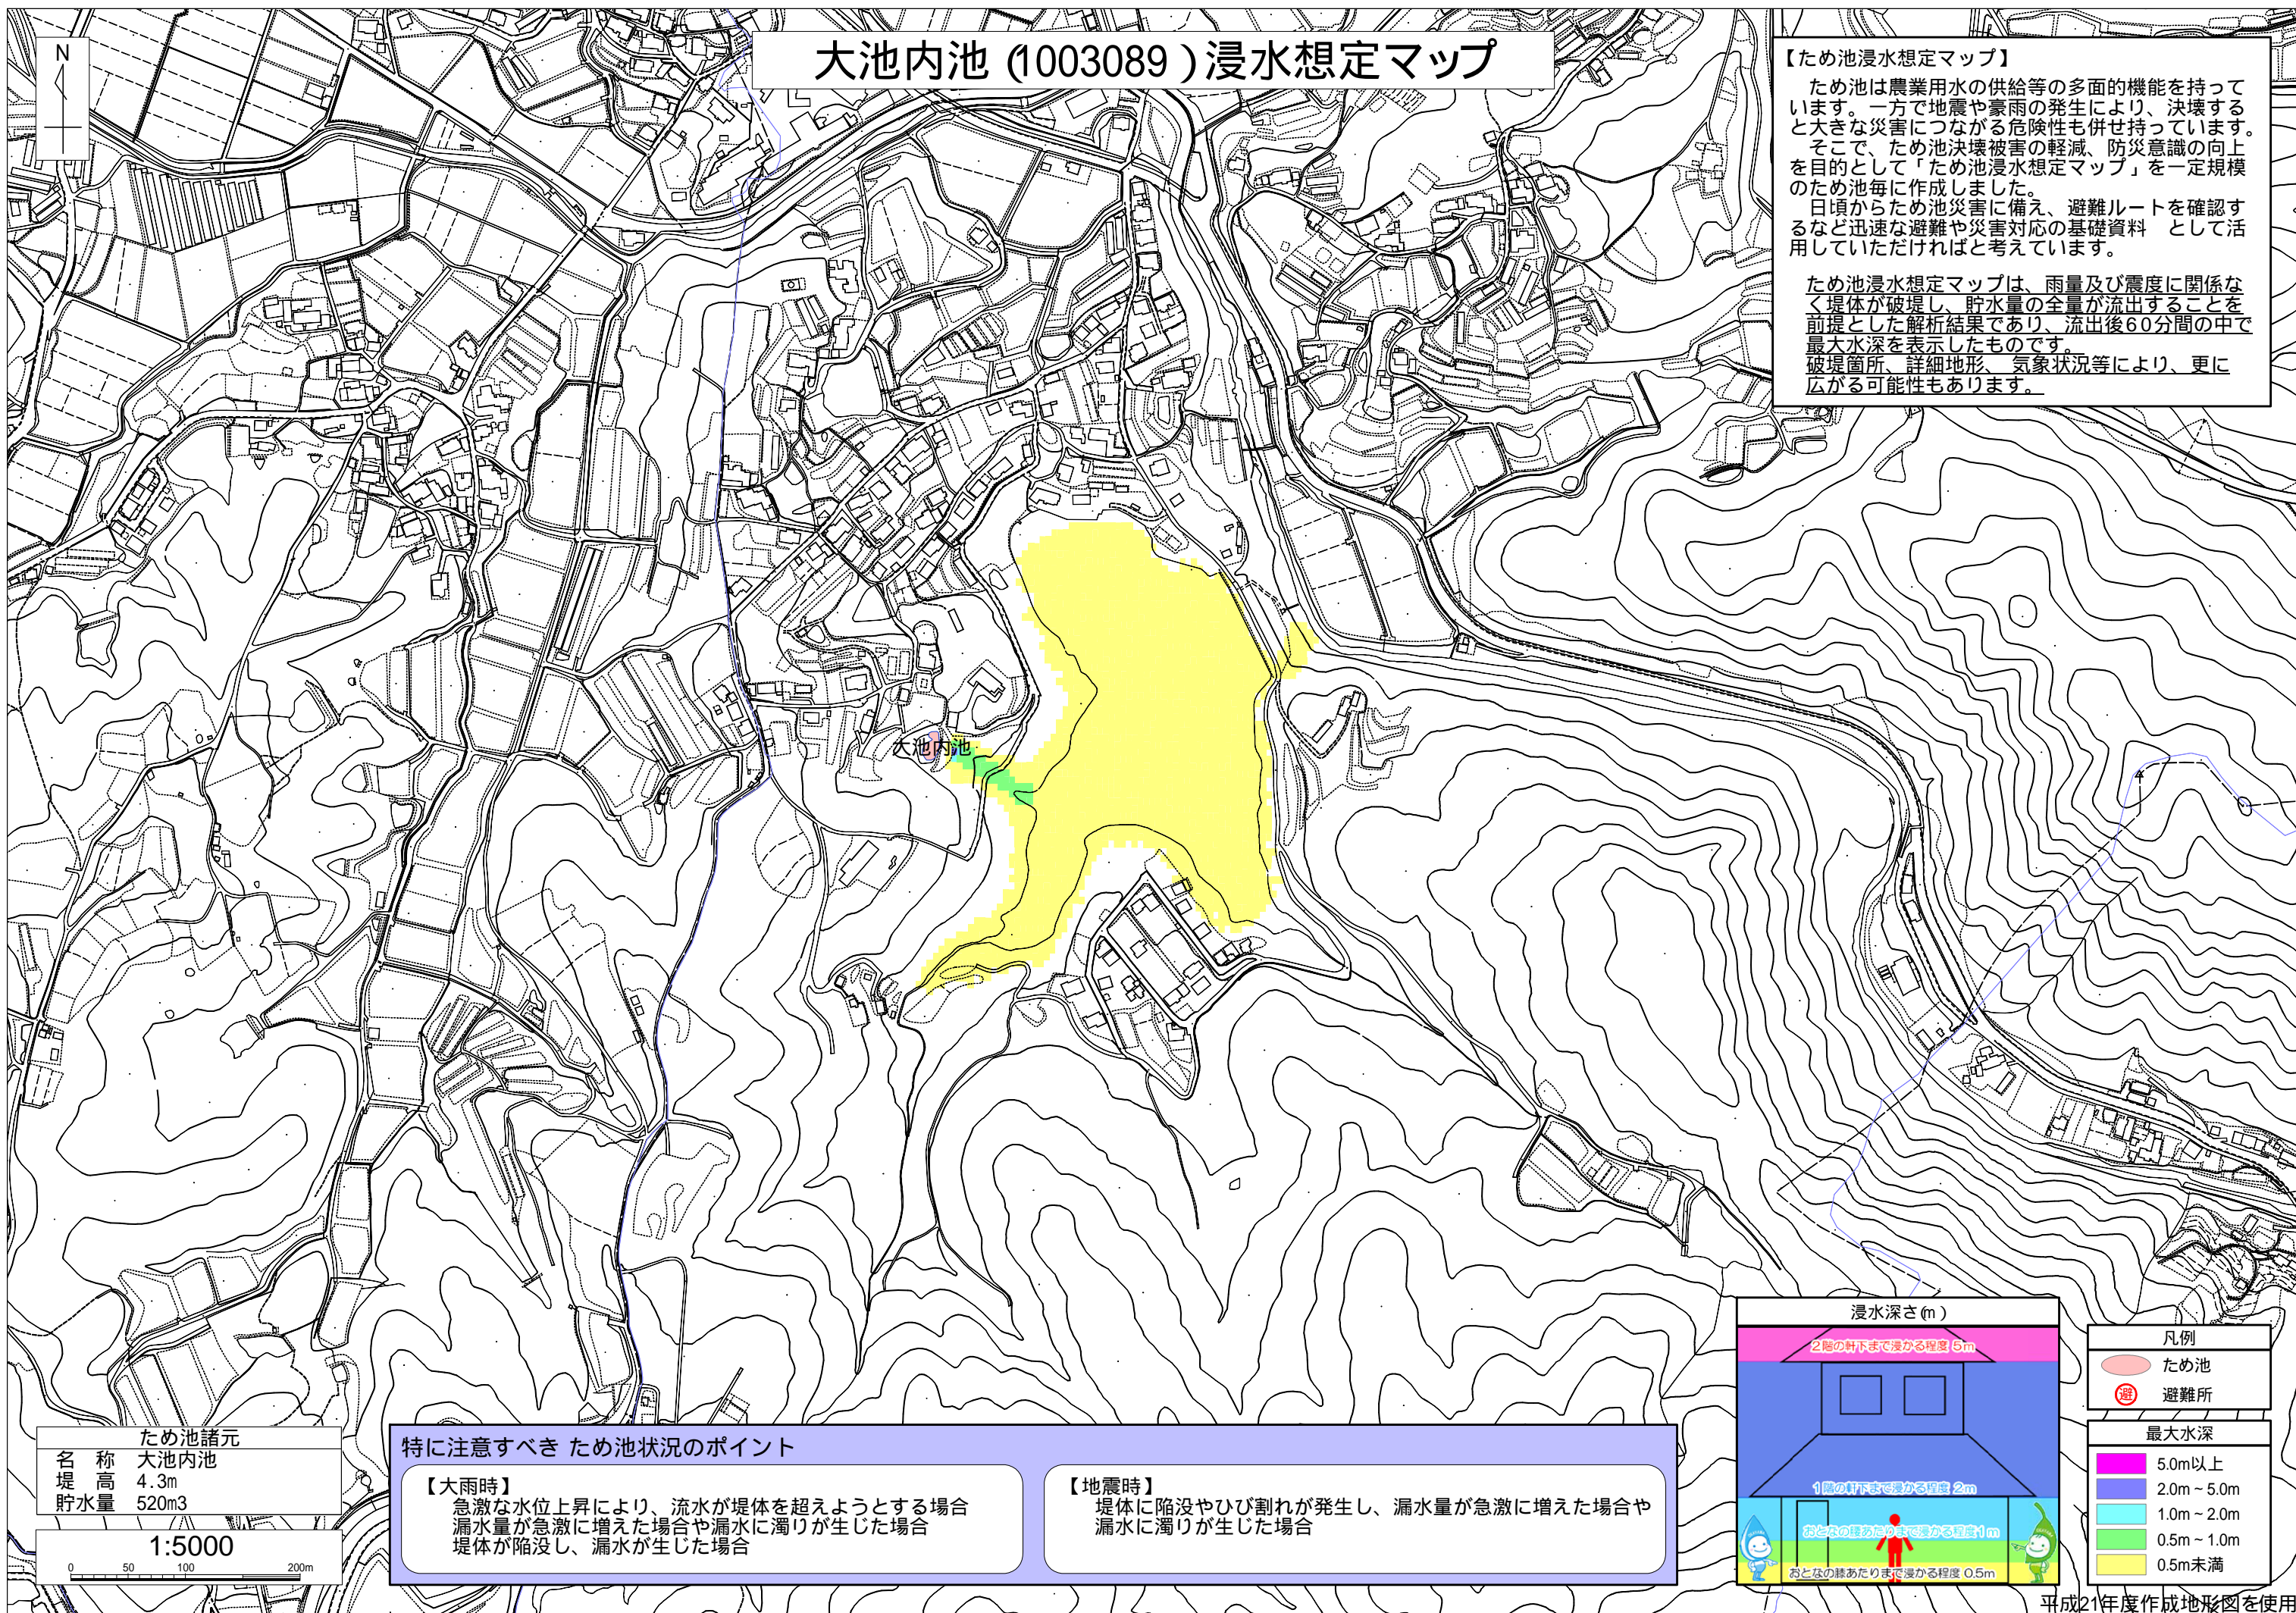 N
大池内池 (1003089 ) 浸水想定マップ
【ため池浸水想定マップ】
ため池は農業用水の供給等の多面的機能を持って
います。一方で地震や豪雨の発生により、決壊する
と大きな災害につながる危険性も併せ持っています。
そこで、ため池決壊被害の軽減、防災意識の向上
を目的として「ため池浸水想定マップ」を一定規模
のため池毎に作成しました。
日頃からため池災害に備え、避難ルートを確認す
るなど迅速な避難や災害対応の基礎資料　として活
用していただければと考えています。
ため池浸水想定マップは、雨量及び震度に関係な
く堤体が破堤し、貯水量の全量が流出することを
前提とした解析結果であり、流出後60分間の中で
最大水深を表示したものです。
破堤箇所、詳細地形、気象状況等により、更に
広がる可能性もあります。
大池内池
ため池諸元
名　称　大池内池
堤　高　4.3m
貯水量　520m3
1:5000
0 50 100 200m
特に注意すべき ため池状況のポイント
【大雨時】
急激な水位上昇により、流水が堤体を超えようとする場合
漏水量が急激に増えた場合や漏水に濁りが生じた場合
堤体が陥没し、漏水が生じた場合
【地震時】
堤体に陥没やひび割れが発生し、漏水量が急激に増えた場合や
漏水に濁りが生じた場合
浸水深さ(m)
2階の軒下まで浸かる程度 5m
1階の軒下まで浸かる程度 2m
おとなの腰あたりまで浸かる程度1m
おとなの膝あたりまで浸かる程度 0.5m
凡例
ため池
避 避難所
最大水深
5.0m以上
2.0m～5.0m
1.0m～2.0m
0.5m～1.0m
0.5m未満
平成21年度作成地形図を使用